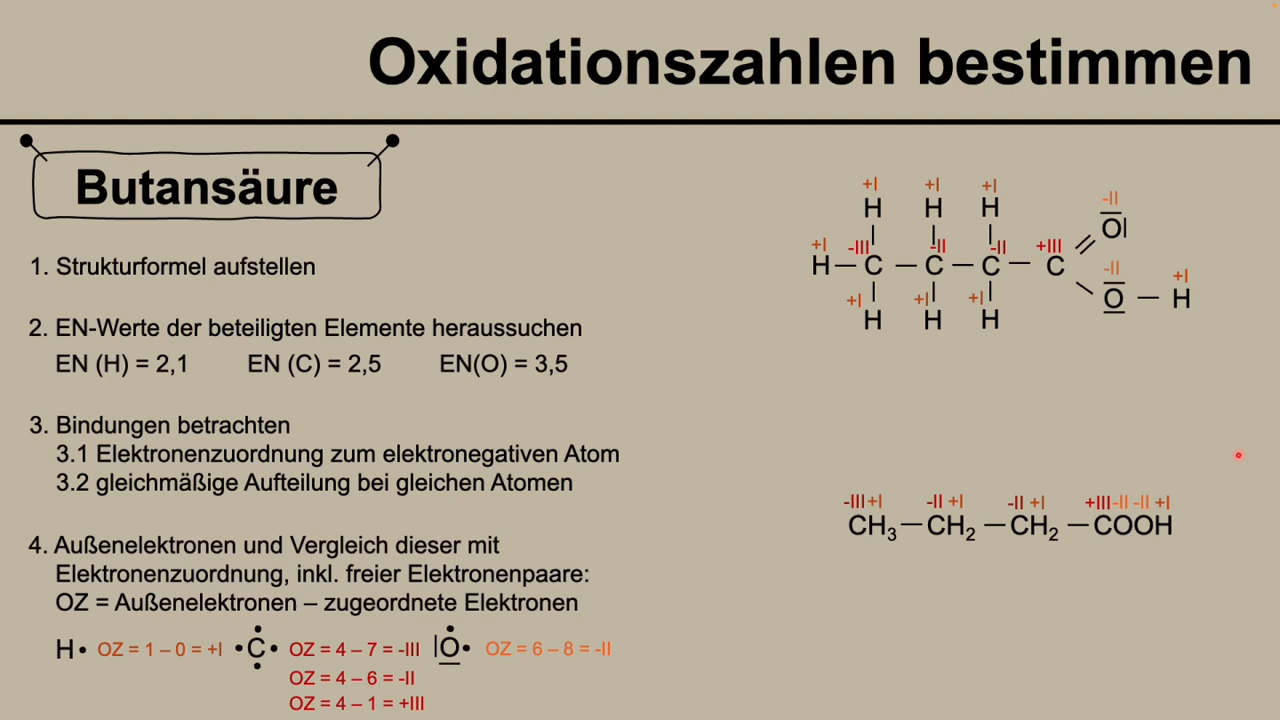 Oxidationszahlen bestimmen
Butansäure
1. Strukturformel aufstellen
2. EN-Werte der beteiligten Elemente heraussuchen
EN (H) = 2,1 EN (C) = 2,5 EN(O) = 3,5
3. Bindungen betrachten
3.1 Elektronenzuordnung zum elektronegativen Atom
3.2 gleichmäßige Aufteilung bei gleichen Atomen
4. Außenelektronen und Vergleich dieser mit
Elektronenzuordnung, inkl. freier Elektronenpaare:
OZ = Außenelektronen – zugeordnete Elektronen
H• OZ = 1 – 0 = +I •C• OZ = 4 – 7 = -III |O• OZ = 6 – 8 = -II
OZ = 4 – 6 = -II
OZ = 4 – 1 = +III
+I +I +I -II
H H H O|
+I -III -II -II +III
H — C — C — C — C
-II +I
O — H
+I +I +I
H H H
-III +I -II +I -II +I +III -II -II +I
CH₃ — CH₂ — CH₂ — COOH